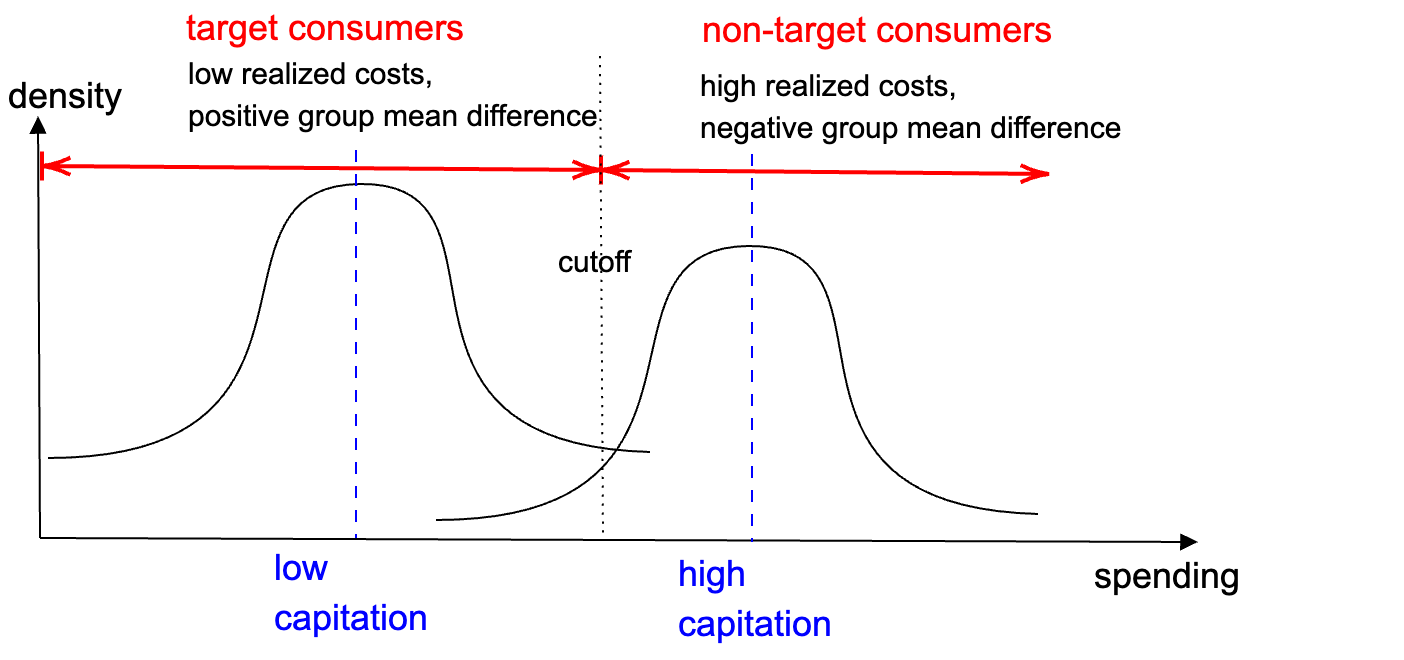 target consumers
low realized costs,
positive group mean difference
non-target consumers
high realized costs,
negative group mean difference
density
cutoff
low
capitation
high
capitation
spending